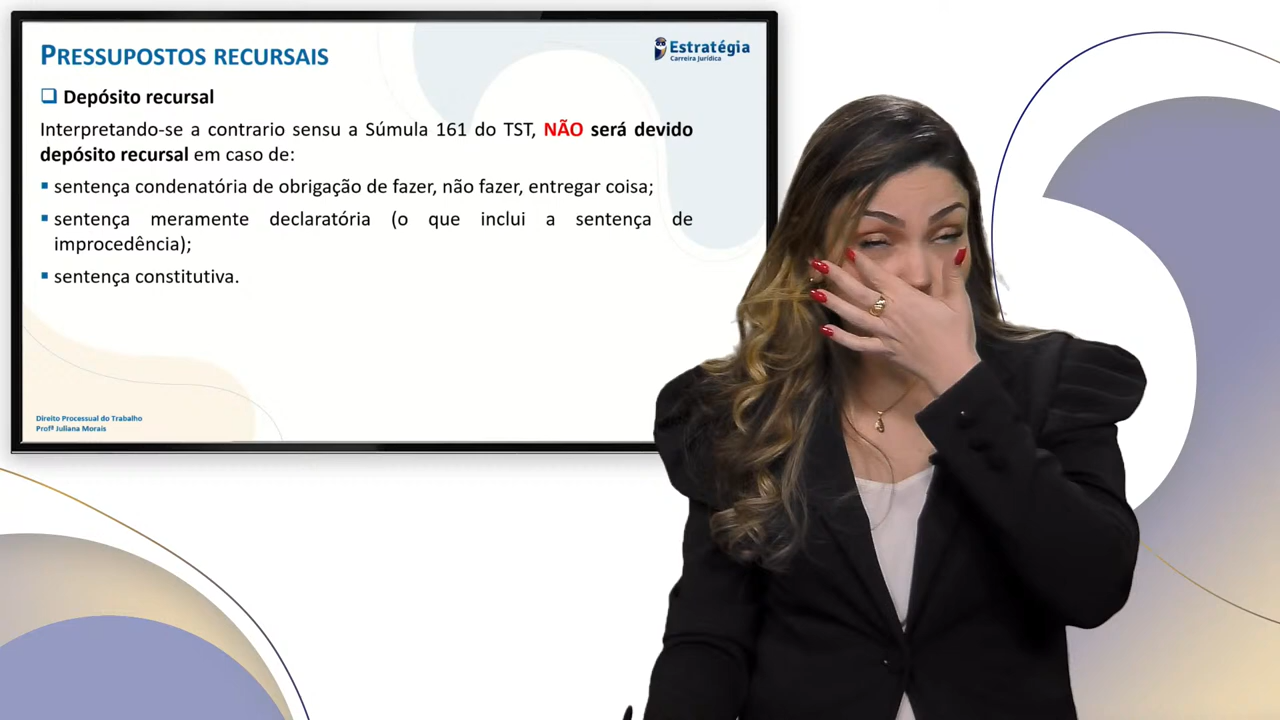 PRESSUPOSTOS RECURSAIS
Estratégia
Carreira Jurídica
Depósito recursal
Interpretando-se a contrario sensu a Súmula 161 do TST, NÃO será devido
depósito recursal em caso de:
sentença condenatória de obrigação de fazer, não fazer, entregar coisa;
sentença meramente declaratória (o que inclui a sentença de
improcedência);
sentença constitutiva.
Direito Processual do Trabalho
Profª Juliana Morais